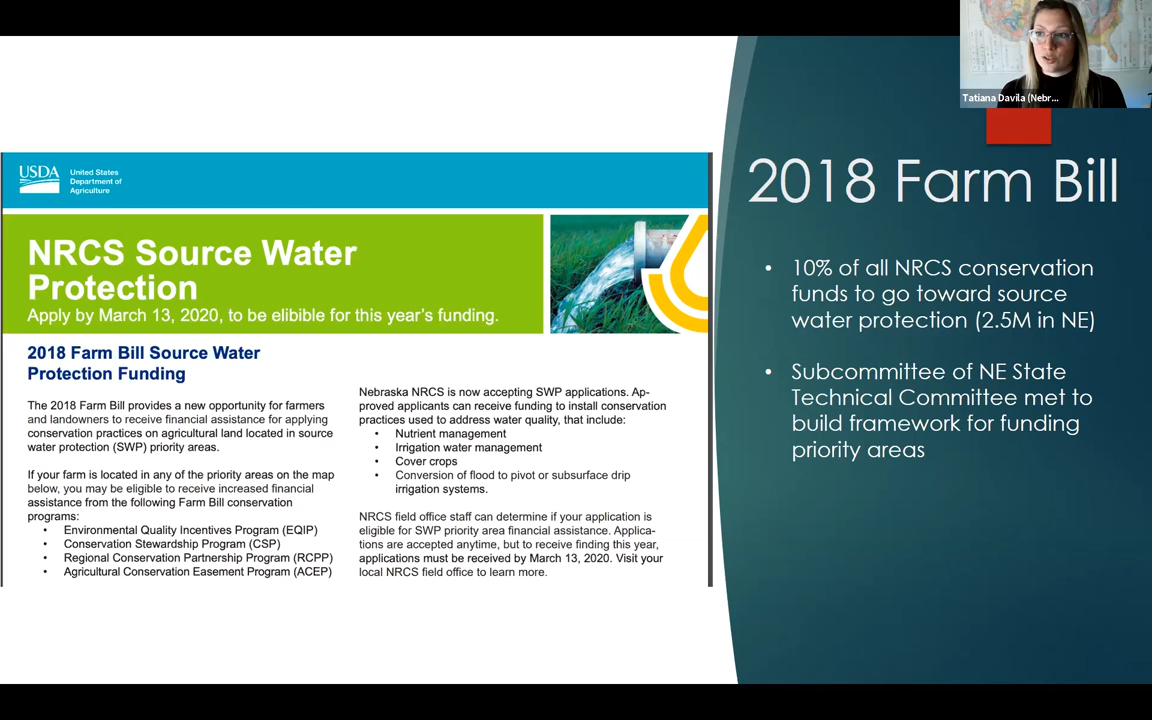 Tatiana Davila (Nebr...
USDA
United States
Department of
Agriculture
NRCS Source Water
Protection
Apply by March 13, 2020, to be elibible for this year's funding.
2018 Farm Bill Source Water
Protection Funding
The 2018 Farm Bill provides a new opportunity for farmers
and landowners to receive financial assistance for applying
conservation practices on agricultural land located in source
water protection (SWP) priority areas.
If your farm is located in any of the priority areas on the map
below, you may be eligible to receive increased financial
assistance from the following Farm Bill conservation
programs:
• Environmental Quality Incentives Program (EQIP)
• Conservation Stewardship Program (CSP)
• Regional Conservation Partnership Program (RCPP)
• Agricultural Conservation Easement Program (ACEP)
Nebraska NRCS is now accepting SWP applications. Ap-
proved applicants can receive funding to install conservation
practices used to address water quality, that include:
• Nutrient management
• Irrigation water management
• Cover crops
• Conversion of flood to pivot or subsurface drip
irrigation systems.
NRCS field office staff can determine if your application is
eligible for SWP priority area financial assistance. Applica-
tions are accepted anytime, but to receive finding this year,
applications must be received by March 13, 2020. Visit your
local NRCS field office to learn more.
2018 Farm Bill
• 10% of all NRCS conservation
funds to go toward source
water protection (2.5M in NE)
• Subcommittee of NE State
Technical Committee met to
build framework for funding
priority areas